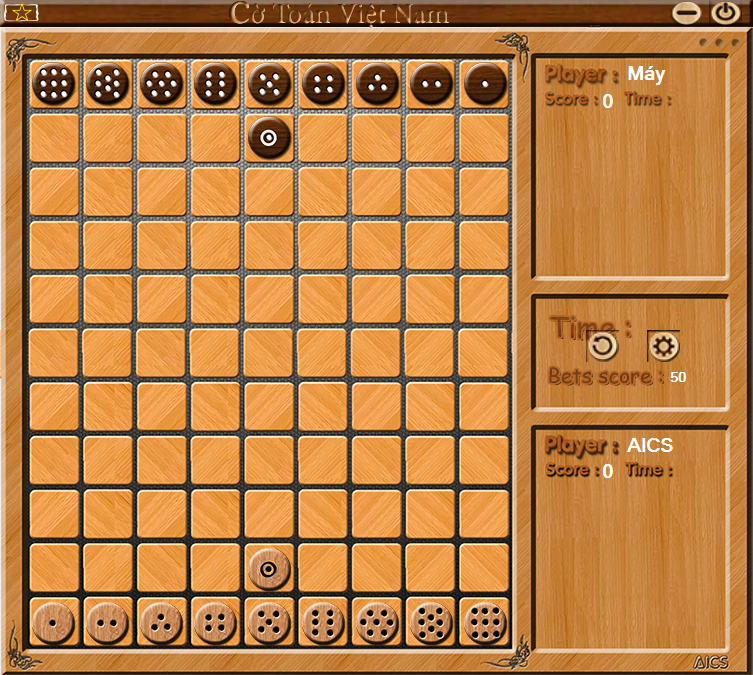 Cờ Toán Việt Nam
Player : Máy
Score : 0 Time :
Time :
Bets score : 50
Player : AICS
Score : 0 Time :
AICS